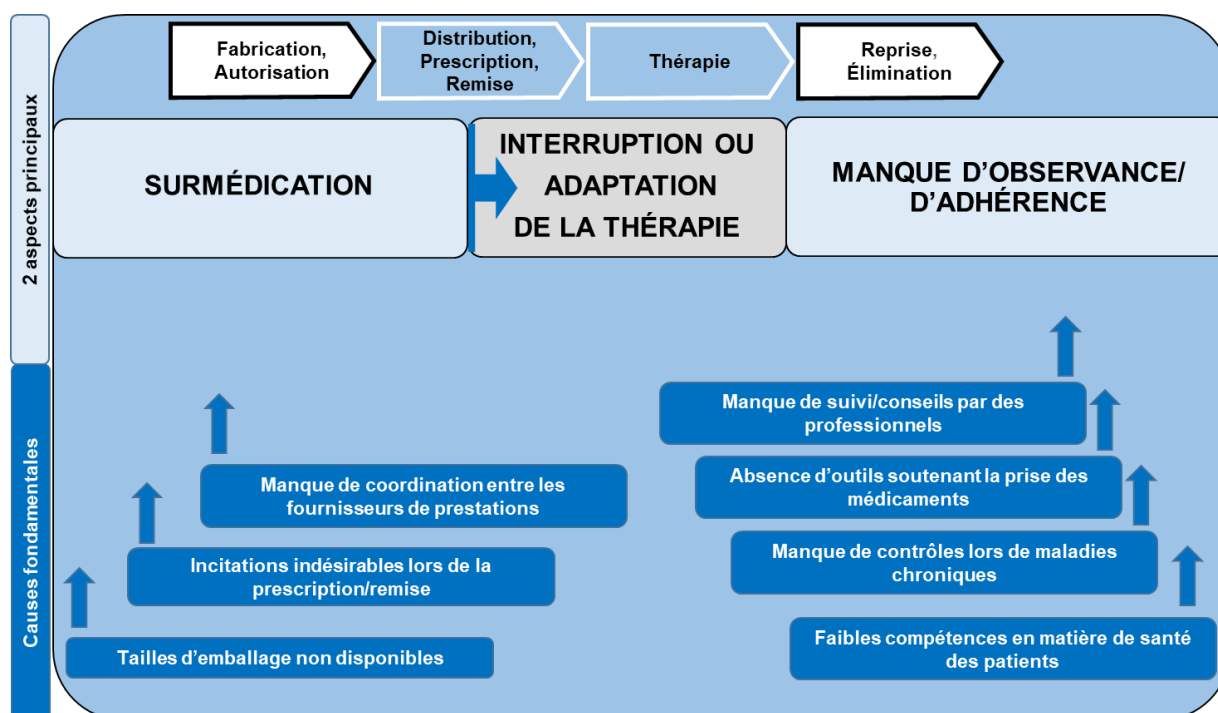 Fabrication,
Autorisation
Distribution,
Prescription,
Remise
Thérapie
Reprise,
Élimination
2 aspects principaux
SURMÉDICATION
INTERRUPTION OU
ADAPTATION
DE LA THÉRAPIE
MANQUE D’OBSERVANCE/
D’ADHÉRENCE
Causes fondamentales
Manque de coordination entre les
fournisseurs de prestations
Incitations indésirables lors de la
prescription/remise
Tailles d’emballage non disponibles
Manque de suivi/conseils par des
professionnels
Absence d’outils soutenant la prise des
médicaments
Manque de contrôles lors de maladies
chroniques
Faibles compétences en matière de santé
des patients